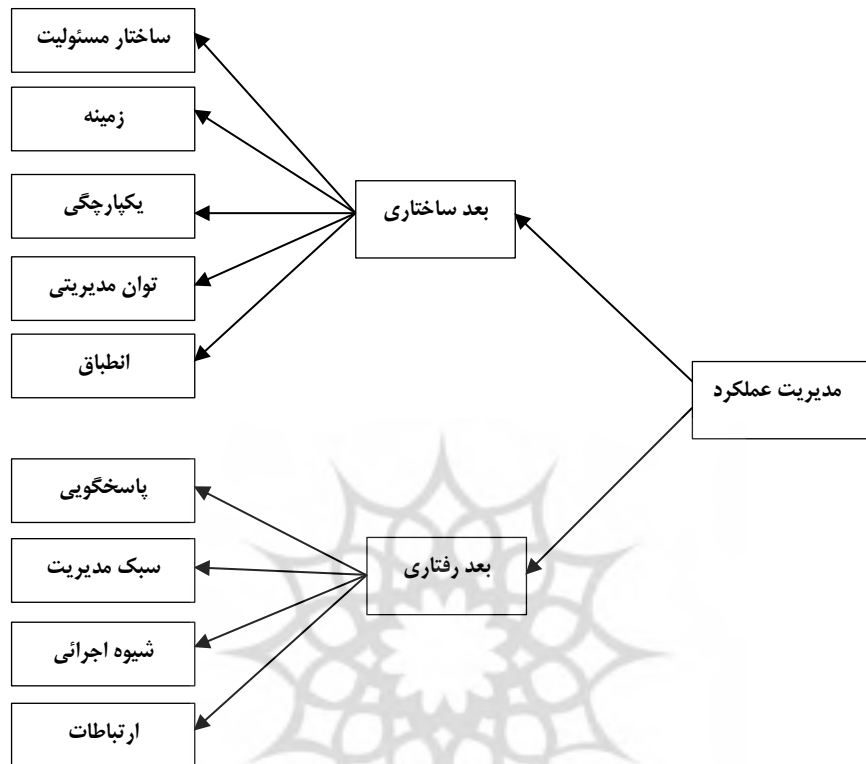 ساختار مسئولیت
زمینه
یکپارچگی
بعد ساختاری
توان مدیریتی
انطباق
مدیریت عملکرد
پاسخگویی
سبک مدیریت
بعد رفتاری
شیوه اجرائی
ارتباطات